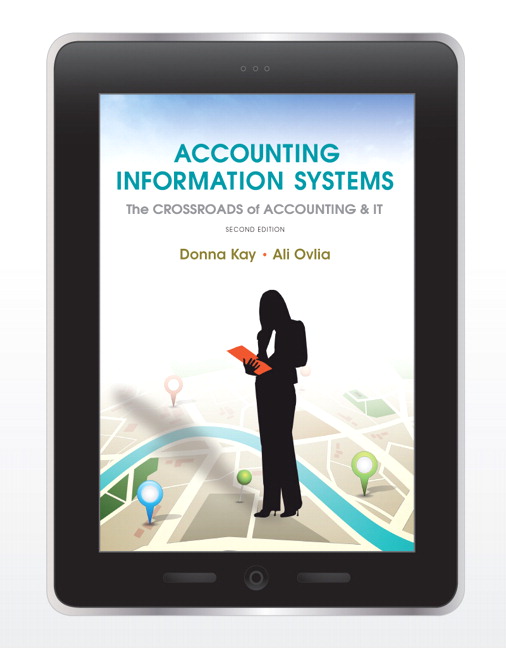 ACCOUNTING
INFORMATION SYSTEMS
The CROSSROADS of ACCOUNTING & IT
SECOND EDITION
Donna Kay • Ali Ovlia